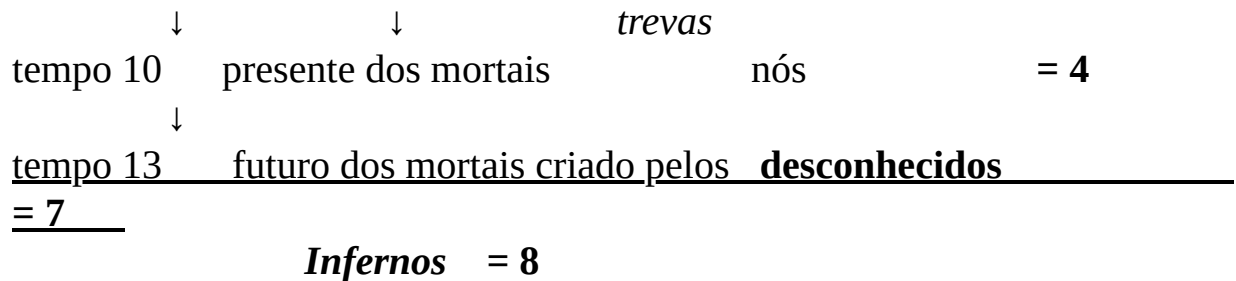 ↓ ↓ trevas
tempo 10 presente dos mortais nós = 4
↓
tempo 13 futuro dos mortais criado pelos desconhecidos
= 7
Infernos = 8